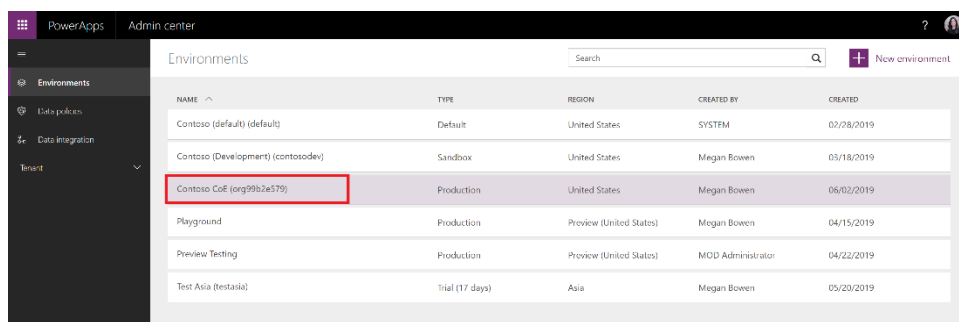 PowerApps Admin center ?
Environments Search New environment
Environments
NAME TYPE REGION CREATED BY CREATED
Data polices
Contoso (default) (default) Default United States SYSTEM 02/28/2019
Data integration
Contoso (Development) (contosodev) Sandbox United States Megan Bowen 03/18/2019
Tenant
Contoso CoE (org99b2e579) Production United States Megan Bowen 06/02/2019
Playground Production Preview (United States) Megan Bowen 04/15/2019
Preview Testing Production Preview (United States) MOD Administrator 04/22/2019
Test Asia (testasia) Trial (17 days) Asia Megan Bowen 05/20/2019